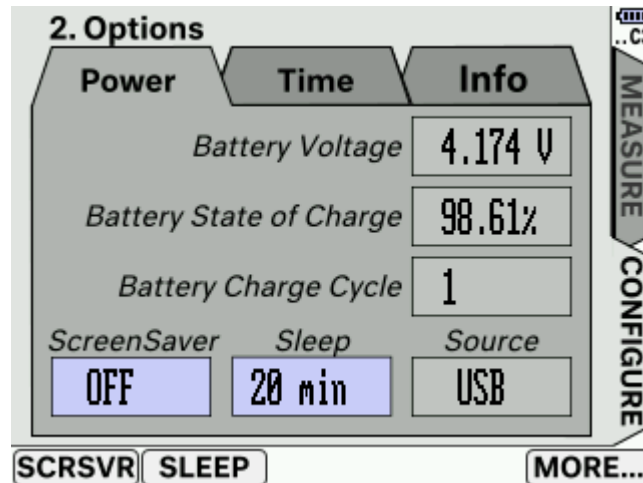 2. Options
Power Time Info
Battery Voltage 4.174 V
Battery State of Charge 98.61%
Battery Charge Cycle 1
ScreenSaver Sleep Source
OFF 20 min USB
SCRSVR SLEEP MORE...
MEASURE
CONFIGURE